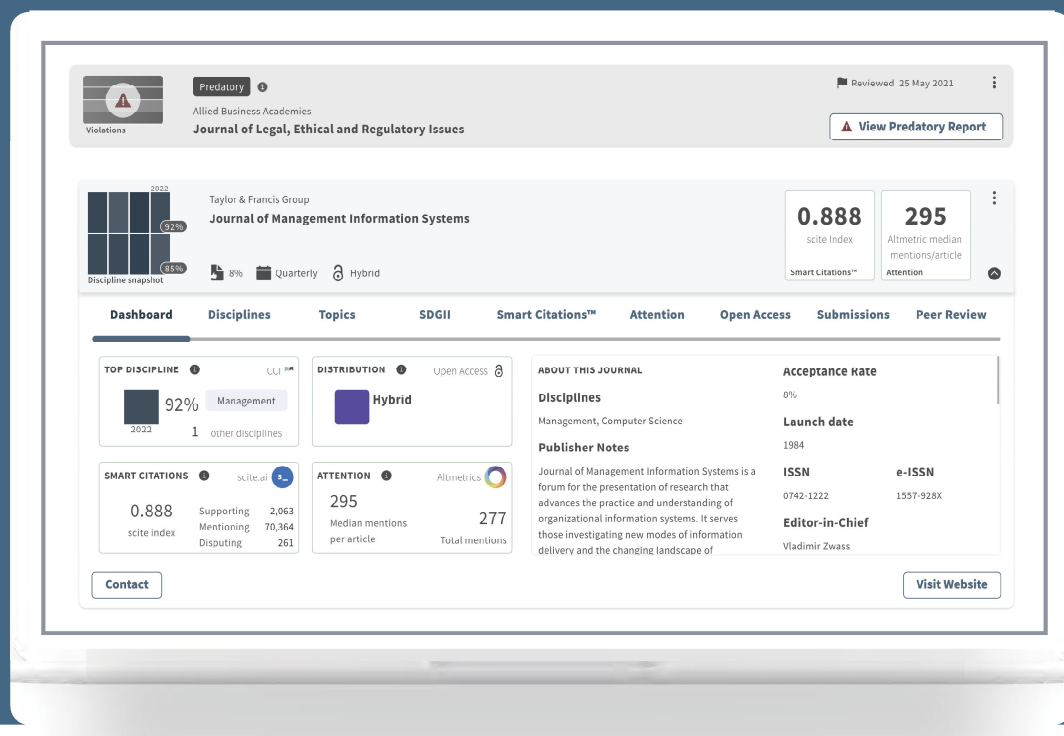 Predatory
Reviewed 25 May 2021
Allied Business Academies
Journal of Legal, Ethical and Regulatory Issues
Violations
View Predatory Report
2022
92%
85%
Discipline snapshot
Taylor & Francis Group
Journal of Management Information Systems
8% Quarterly Hybrid
0.888
scite Index
Smart Citations™
295
Altmetric median
mentions/article
Attention
Dashboard Disciplines Topics SDGII Smart Citations™ Attention Open Access Submissions Peer Review
TOP DISCIPLINE CCI
92% Management
2022
1 other disciplines
DISTRIBUTION Open Access
Hybrid
SMART CITATIONS scite.ai
0.888
scite index
Supporting 2,063
Mentioning 70,364
Disputing 261
ATTENTION Altmetrics
295
Median mentions
per article
277
Total mentions
ABOUT THIS JOURNAL
Disciplines
Management, Computer Science
Publisher Notes
Journal of Management Information Systems is a
forum for the presentation of research that
advances the practice and understanding of
organizational information systems. It serves
those investigating new modes of information
delivery and the changing landscape of
Acceptance Rate
8%
Launch date
1984
ISSN e-ISSN
0742-1222 1557-928X
Editor-in-Chief
Vladimir Zwass
Contact
Visit Website